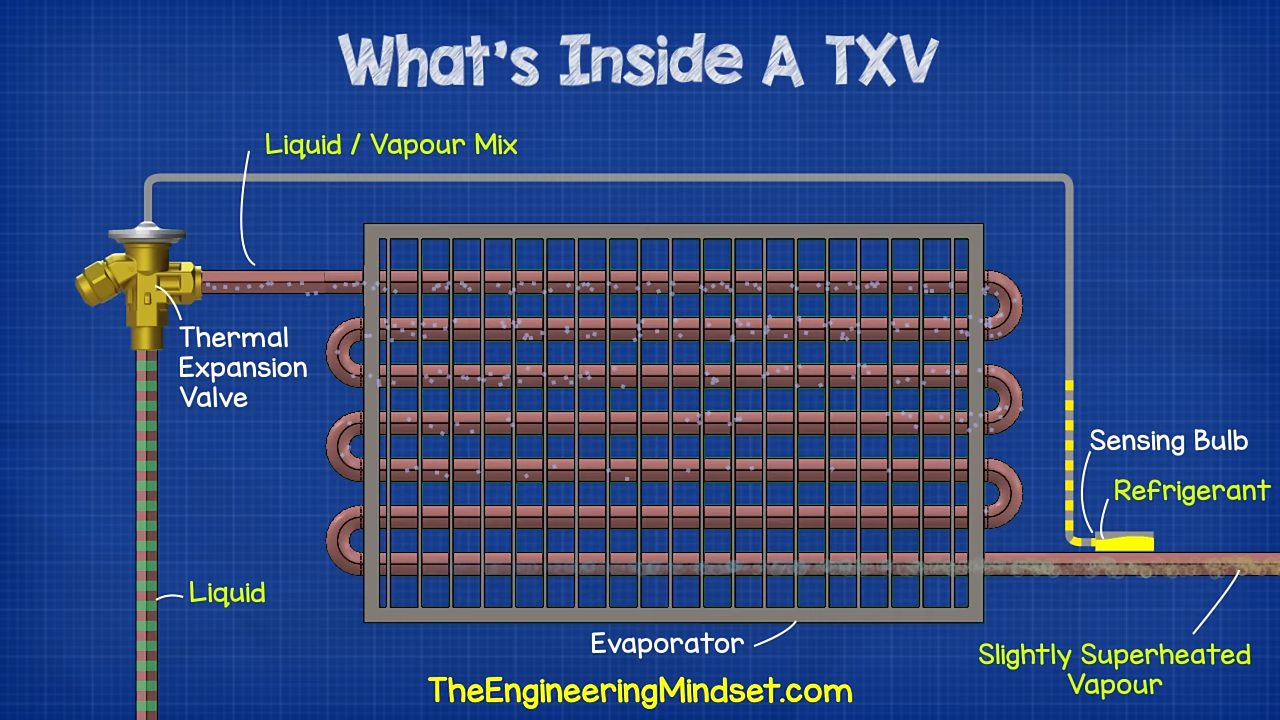 What's Inside A TXV
Liquid / Vapour Mix
Thermal
Expansion
Valve
Sensing Bulb
Refrigerant
Liquid
Evaporator
Slightly Superheated
Vapour
TheEngineeringMindset.com